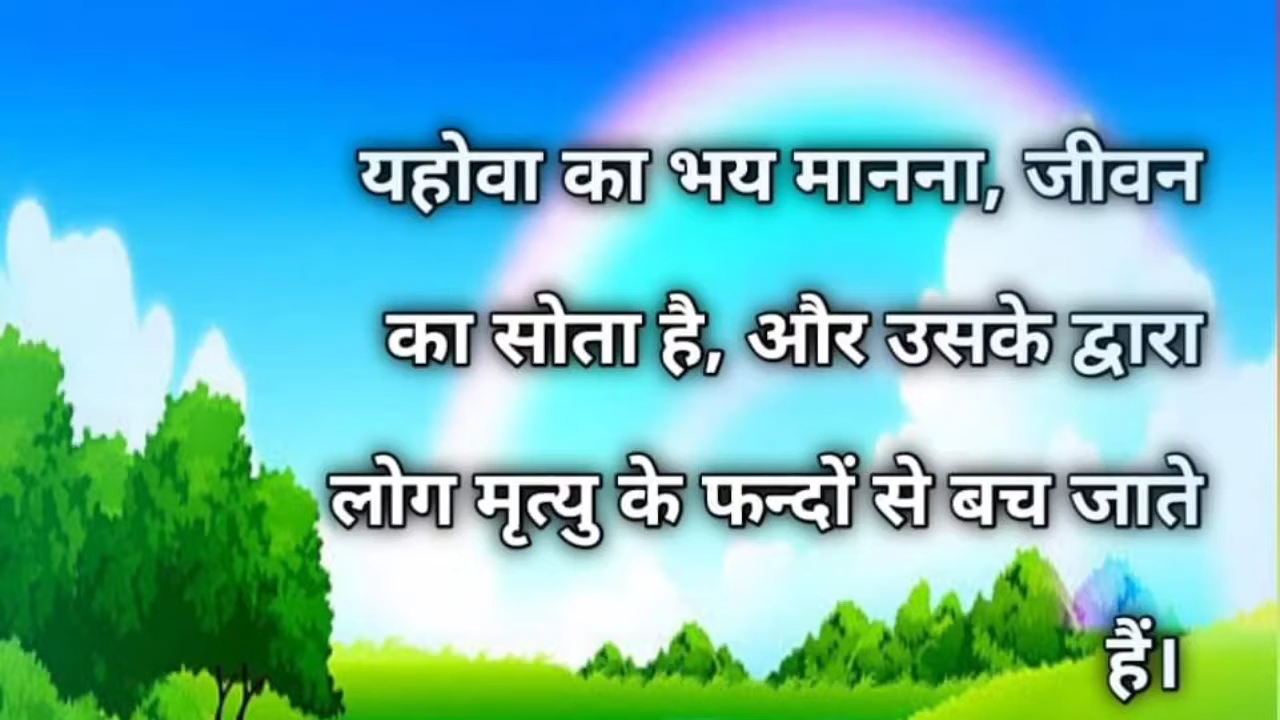 यहोवा का भय मानना, जीवन
का सोता है, और उसके द्वारा
लोग मृत्यु के फन्दों से बच जाते
हैं।